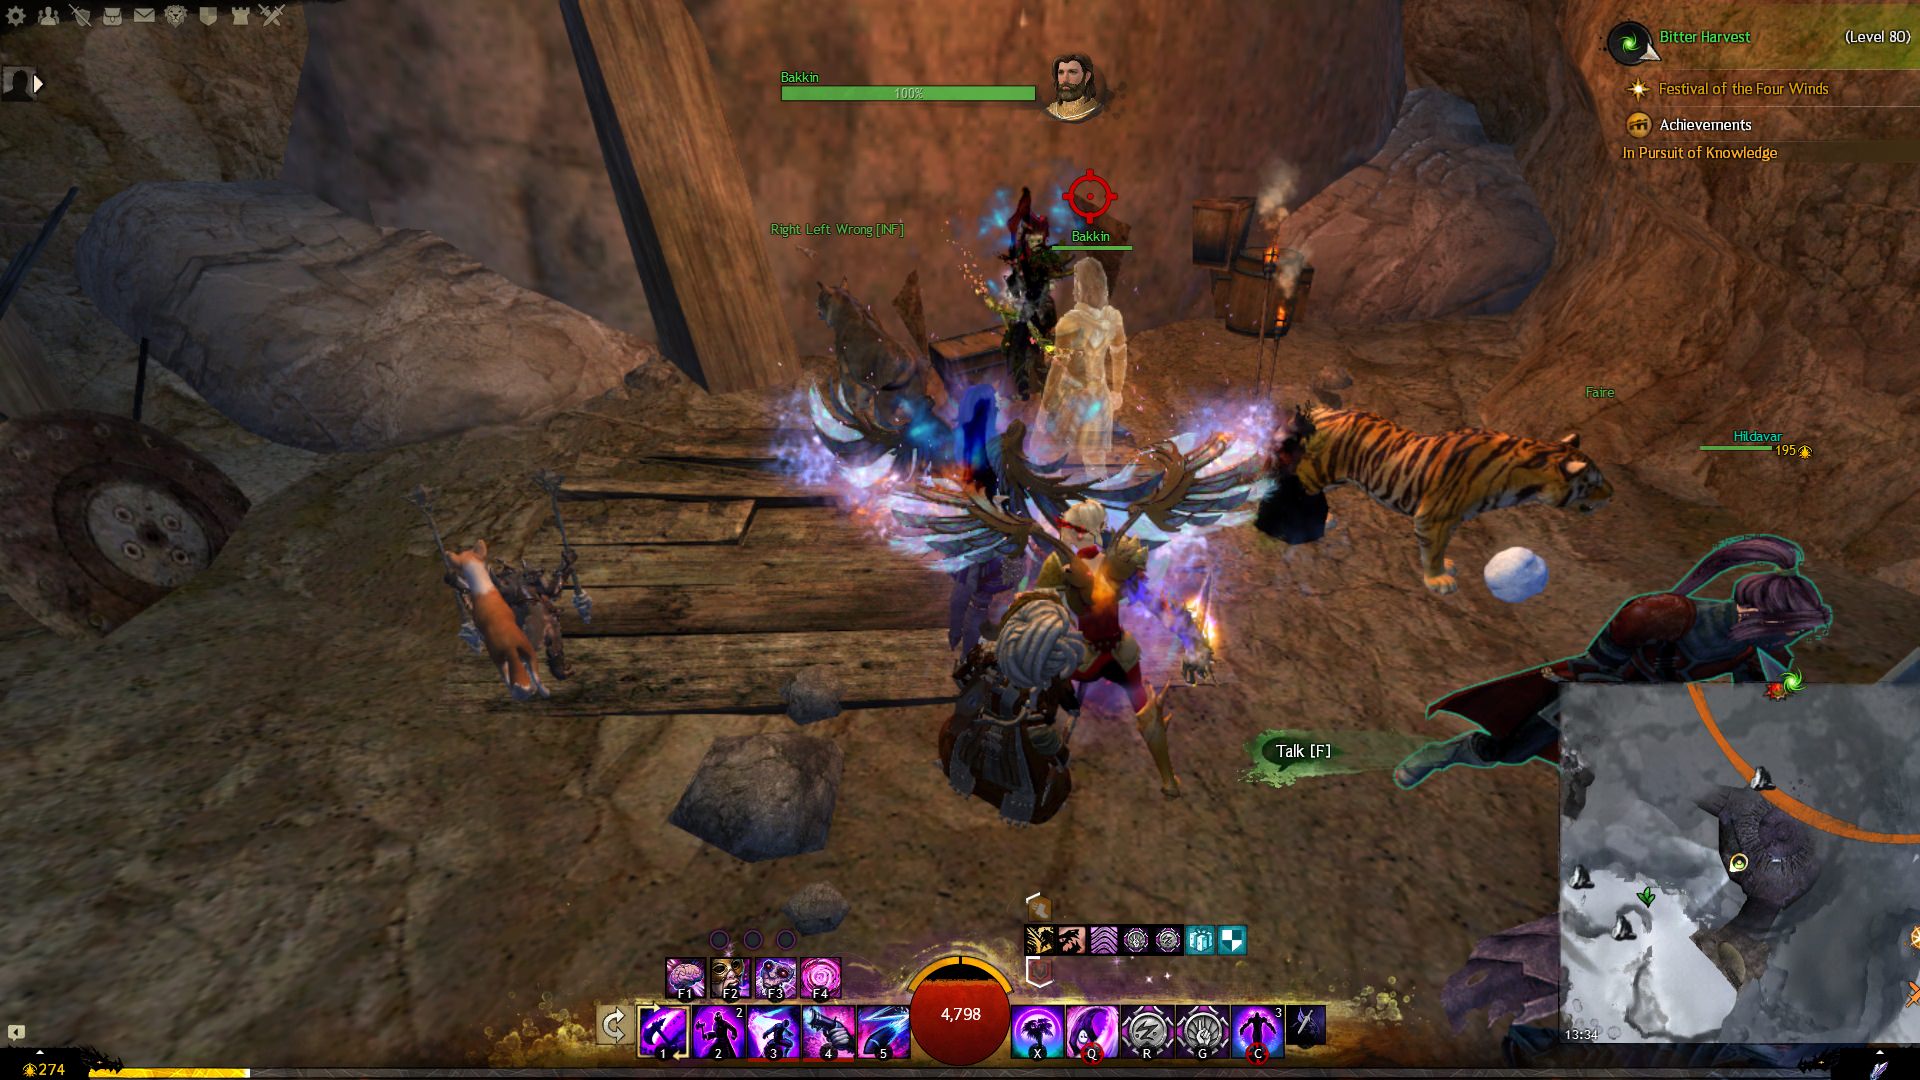 Bitter Harvest
(Level 80)
Festival of the Four Winds
Achievements
In Pursuit of Knowledge
Bakkin
100%
Right Left Wrong [INF]
Bakkin
Faire
Hildavar
195
Talk [F]
13:34
F1 F2 F3 F4
4,798
2
3
1 2 3 4 5
X Q R G C
274